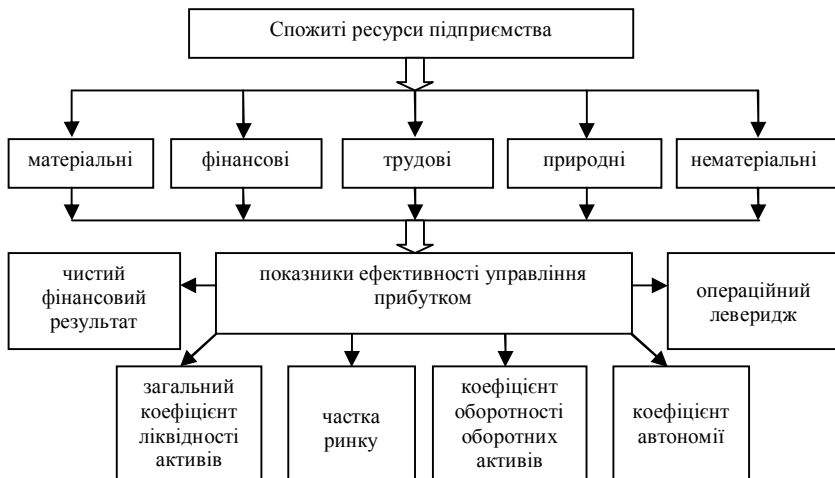 Спожиті ресурси підприємства
матеріальні
фінансові
трудові
природні
нематеріальні
чистий
фінансовий
результат
показники ефективності управління
прибутком
операційний
леверидж
загальний
коефіцієнт
ліквідності
активів
частка
ринку
коефіцієнт
оборотності
оборотних
активів
коефіцієнт
автономії